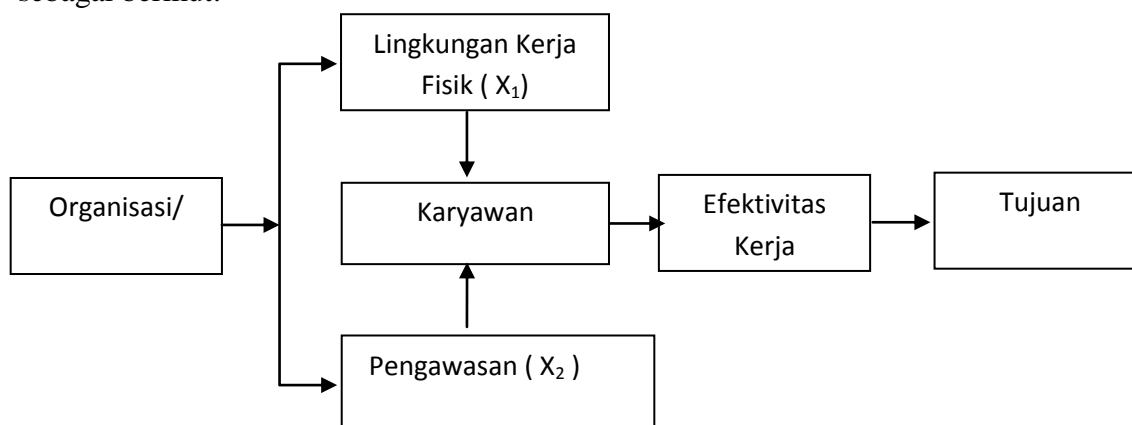 sebagai berikut:
Lingkungan Kerja
Fisik ( X₁)
Organisasi/
Karyawan
Efektivitas
Kerja
Tujuan
Pengawasan ( X₂ )